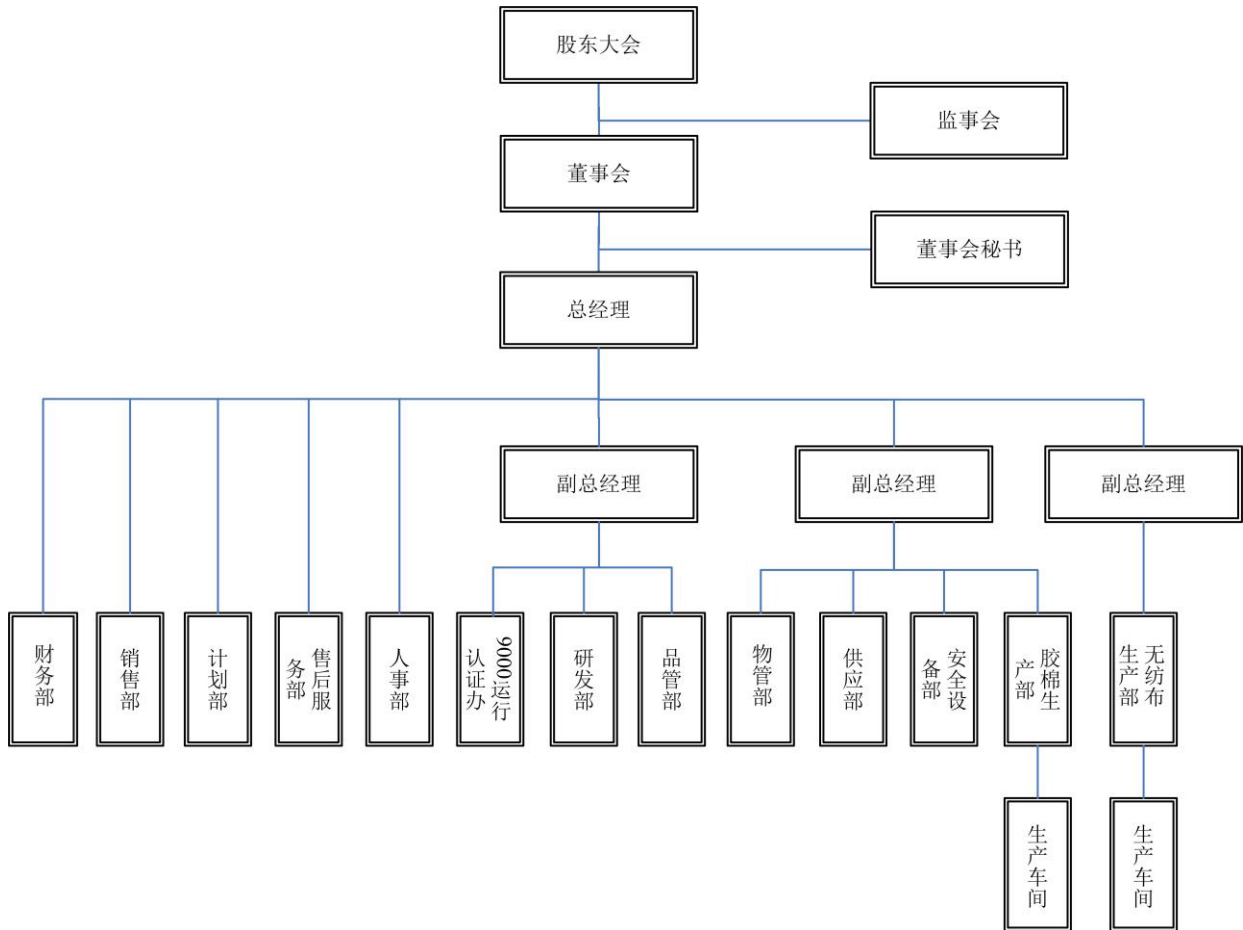 股东大会
监事会
董事会
董事会秘书
总经理
副总经理
副总经理
副总经理
财务部
销售部
计划部
售后服
务部
人事部
9000运行
认证办
研发部
品管部
物管部
供应部
安全设
备部
胶棉生
产部
无纺布
生产部
生产车间
生产车间